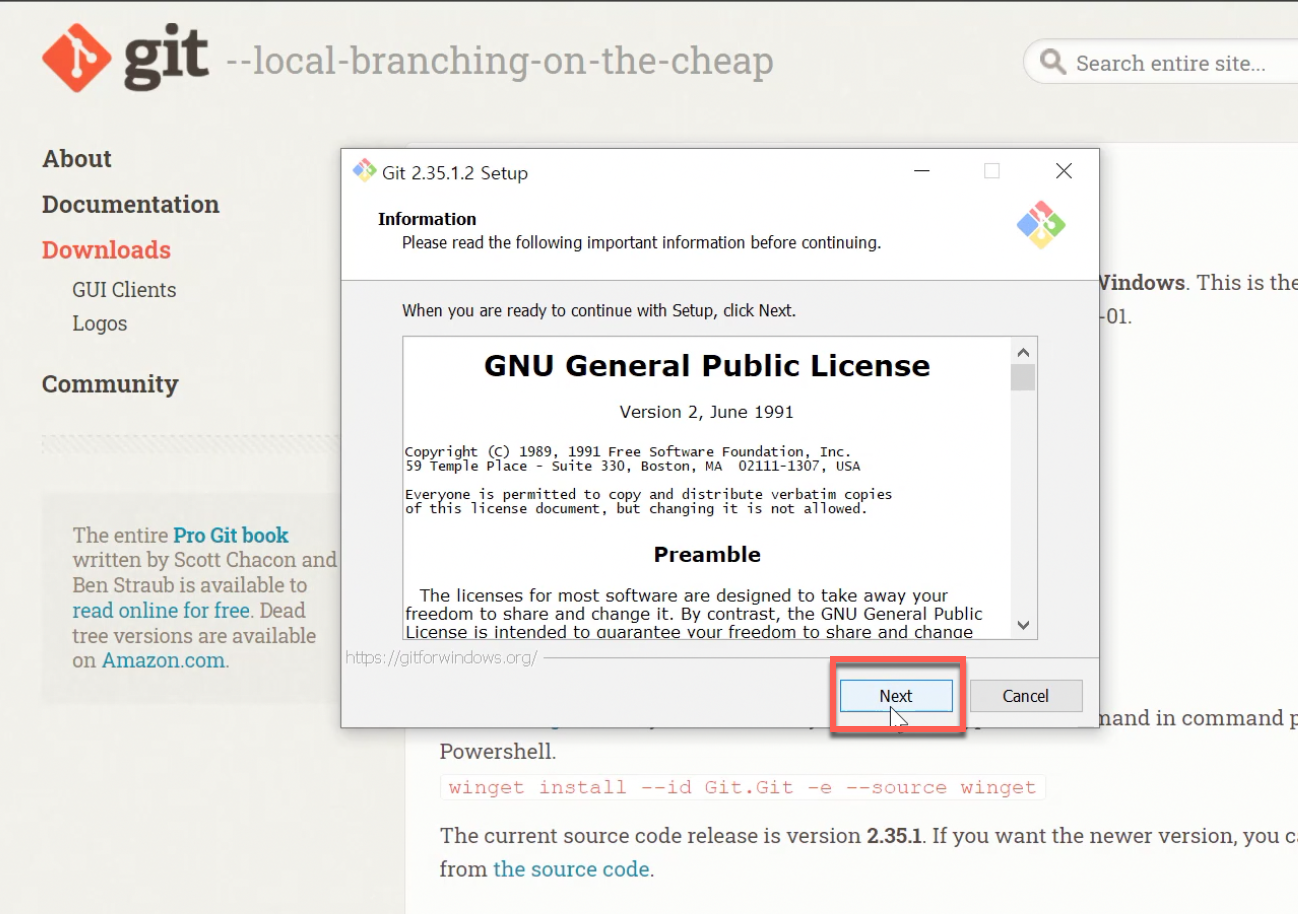 git --local-branching-on-the-cheap
Search entire site...
About
Documentation
Downloads
GUI Clients
Logos
Community
The entire Pro Git book
written by Scott Chacon and
Ben Straub is available to
read online for free. Dead
tree versions are available
on Amazon.com.
Git 2.35.1.2 Setup
Information
Please read the following important information before continuing.
When you are ready to continue with Setup, click Next.
GNU General Public License
Version 2, June 1991
Copyright (C) 1989, 1991 Free Software Foundation, Inc.
59 Temple Place - Suite 330, Boston, MA  02111-1307, USA
Everyone is permitted to copy and distribute verbatim copies
of this license document, but changing it is not allowed.
Preamble
The licenses for most software are designed to take away your
freedom to share and change it. By contrast, the GNU General Public
License is intended to guarantee your freedom to share and change
https://gitforwindows.org/
Next
Cancel
Windows. This is the
-01.
mand in command p
Powershell.
winget install --id Git.Git -e --source winget
The current source code release is version 2.35.1. If you want the newer version, you ca
from the source code.